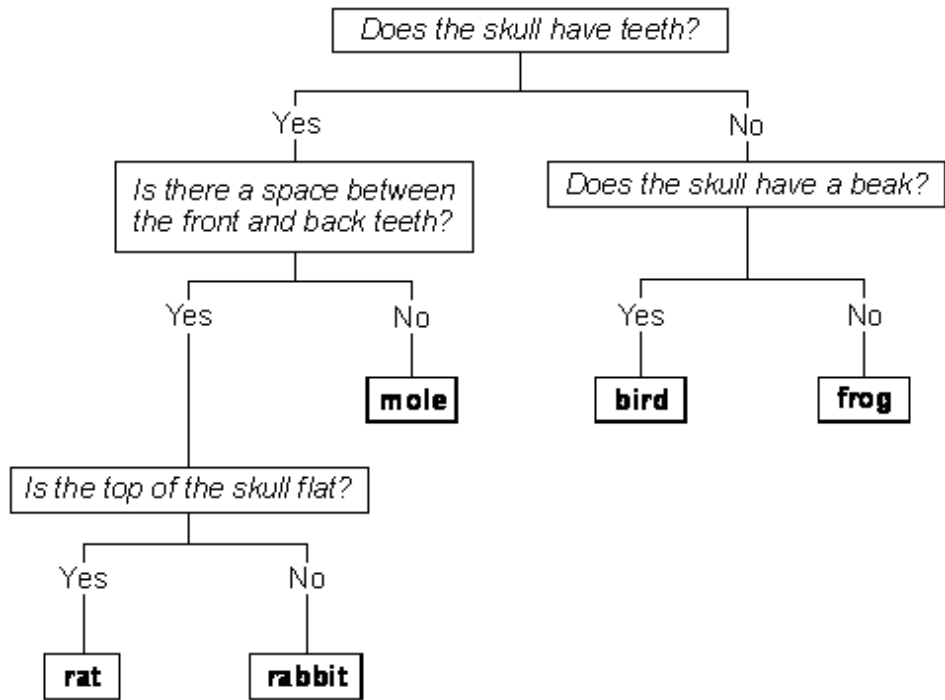 Does the skull have teeth?
Yes
No
Is there a space between
the front and back teeth?
Does the skull have a beak?
Yes
No
Yes
No
mole
bird
frog
Is the top of the skull flat?
Yes
No
rat
rabbit